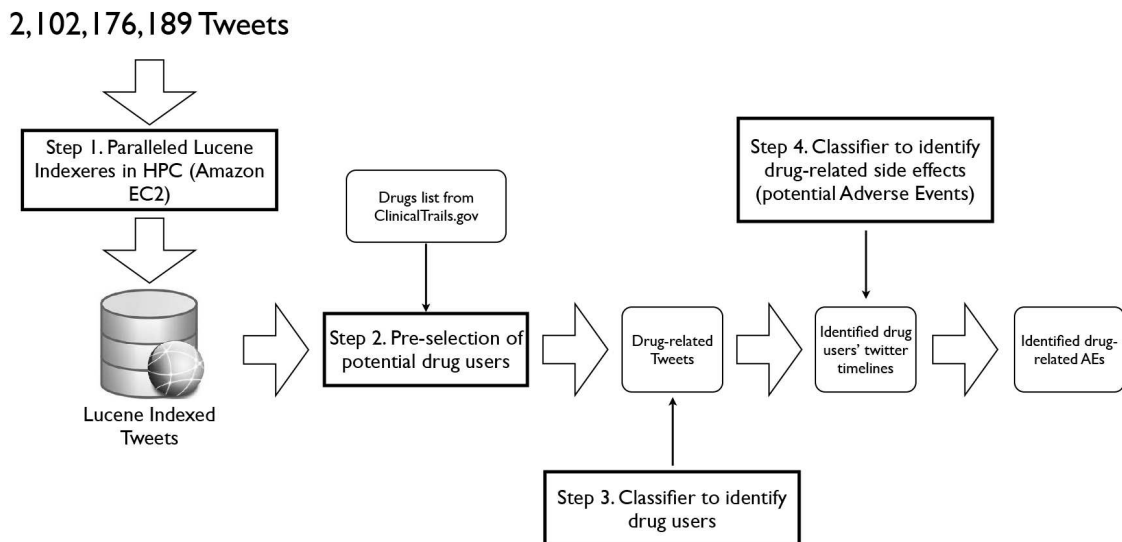 2,102,176,189 Tweets
Step 1. Paralleled Lucene
Indexeres in HPC (Amazon
EC2)
Lucene Indexed
Tweets
Drugs list from
ClinicalTrails.gov
Step 2. Pre-selection of
potential drug users
Drug-related
Tweets
Step 3. Classifier to identify
drug users
Step 4. Classifier to identify
drug-related side effects
(potential Adverse Events)
Identified drug
users' twitter
timelines
Identified drug-
related AEs